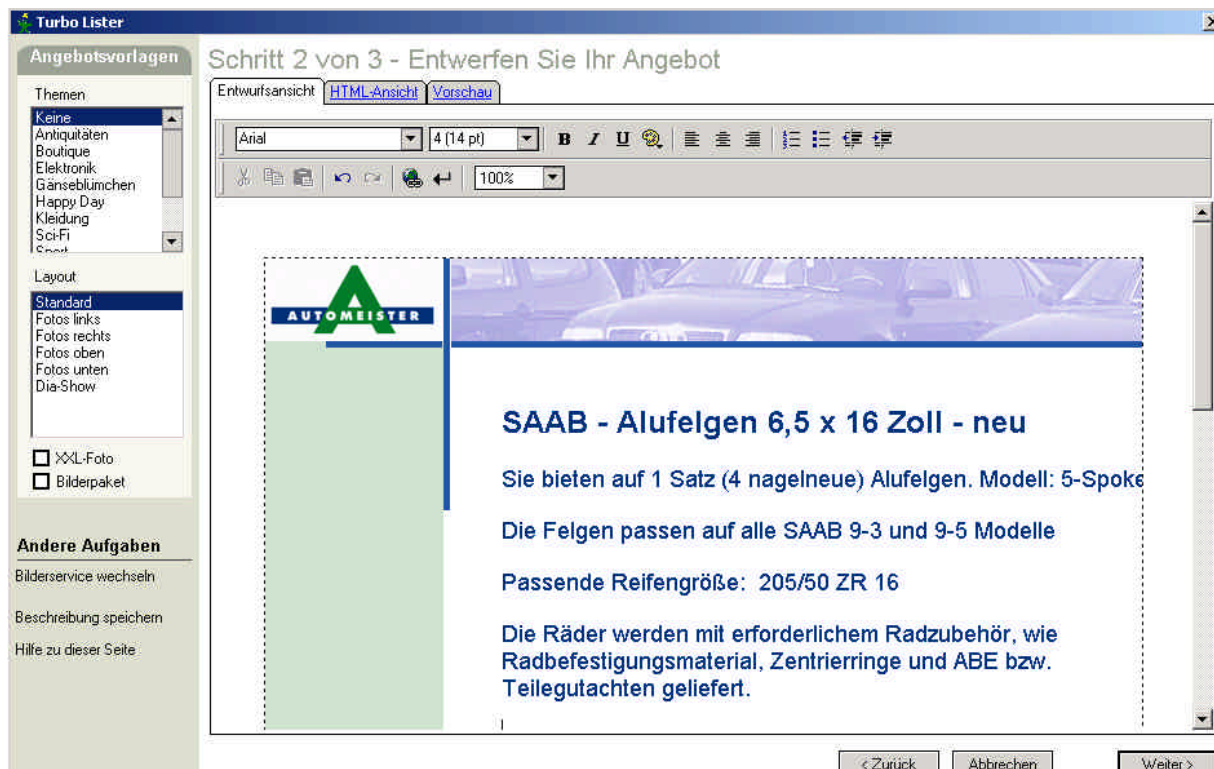 Turbo Lister
Angebotsvorlagen
Themen
Keine
Antiquitäten
Boutique
Elektronik
Gänseblümchen
Happy Day
Kleidung
Sci-Fi
Sport
Layout
Standard
Fotos links
Fotos rechts
Fotos oben
Fotos unten
Dia-Show
XXL-Foto
Bilderpaket
Andere Aufgaben
Bilderservice wechseln
Beschreibung speichern
Hilfe zu dieser Seite
Schritt 2 von 3 - Entwerfen Sie Ihr Angebot
Entwurfsansicht HTML-Ansicht Vorschau
Arial 4 (14 pt) B I U
100%
AUTOMEISTER
SAAB - Alufelgen 6,5 x 16 Zoll - neu
Sie bieten auf 1 Satz (4 nagelneue) Alufelgen. Modell: 5-Spoke
Die Felgen passen auf alle SAAB 9-3 und 9-5 Modelle
Passende Reifengröße: 205/50 ZR 16
Die Räder werden mit erforderlichem Radzubehör, wie
Radbefestigungsmaterial, Zentrierringe und ABE bzw.
Teilegutachten geliefert.
< Zurück Abbrechen Weiter >